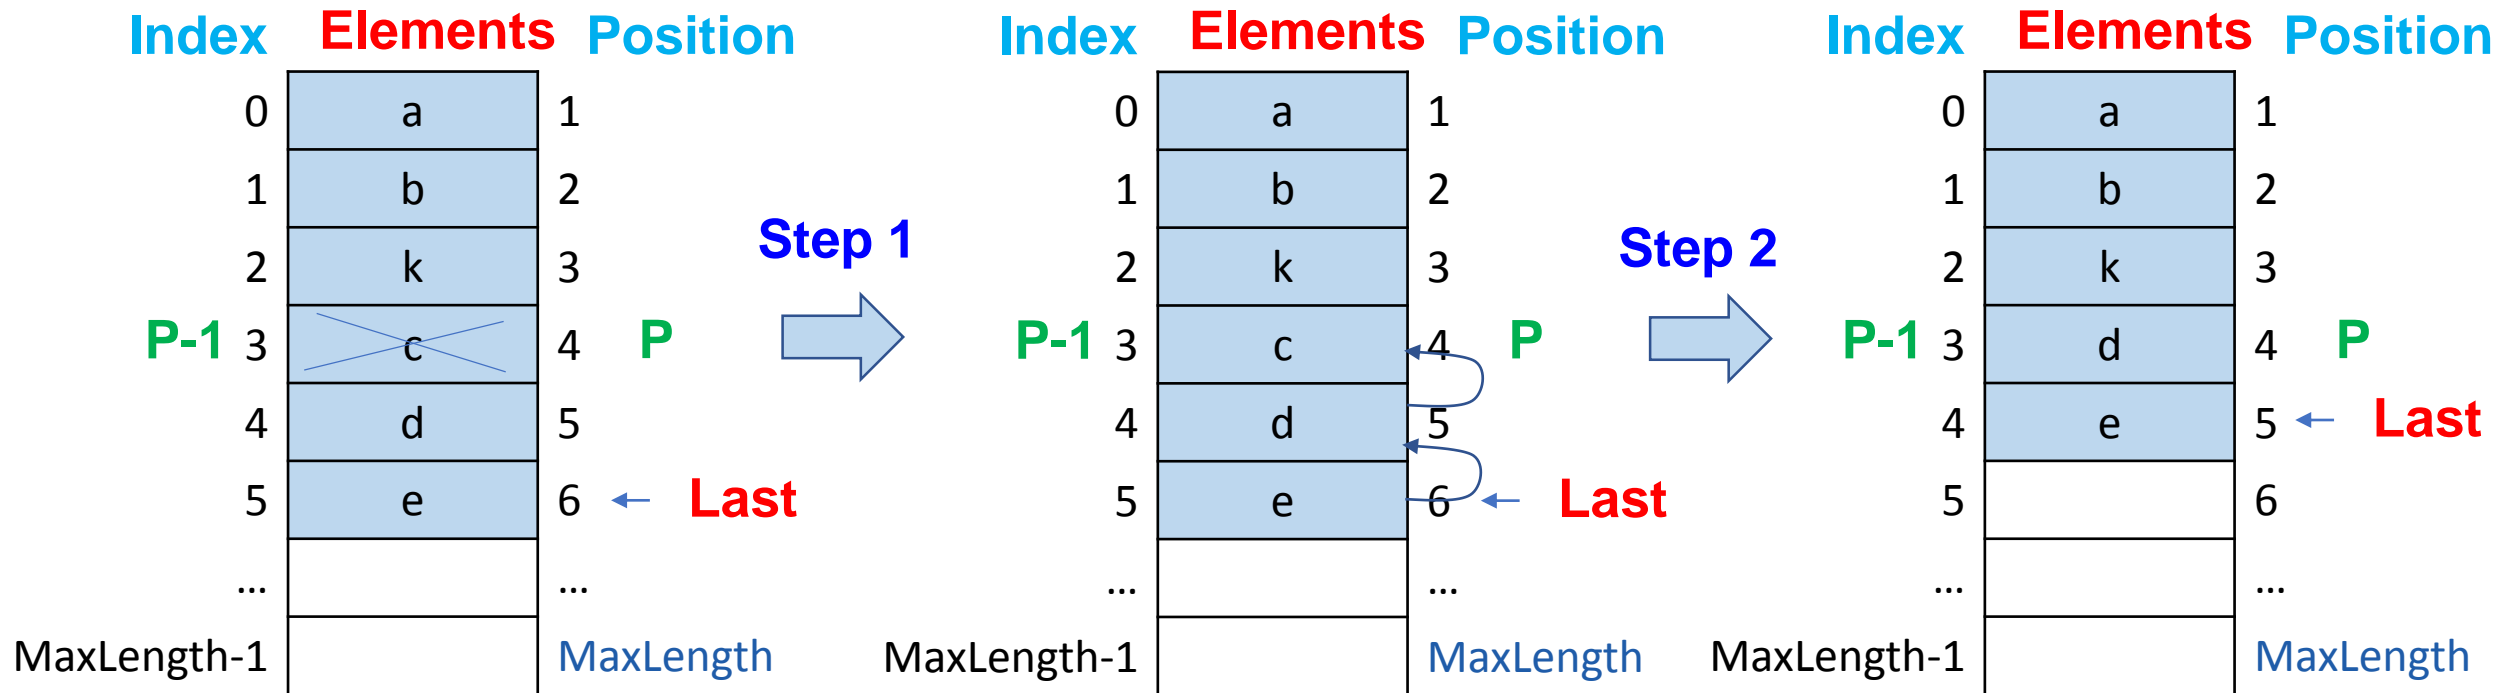 Index Elements Position Index Elements Position Index Elements Position
0 a 1 0 a 1 0 a 1
1 b 2 1 b 2 1 b 2
Step 1 Step 2
2 k 3 2 k 3 2 k 3
P-1 3 c 4 P P-1 3 c 4 P P-1 3 d 4 P
4 d 5 4 d 5 4 e 5 Last
5 e 6 Last 5 e 6 Last 5 6
... ... ... ... ... ...
MaxLength-1 MaxLength MaxLength-1 MaxLength MaxLength-1 MaxLength